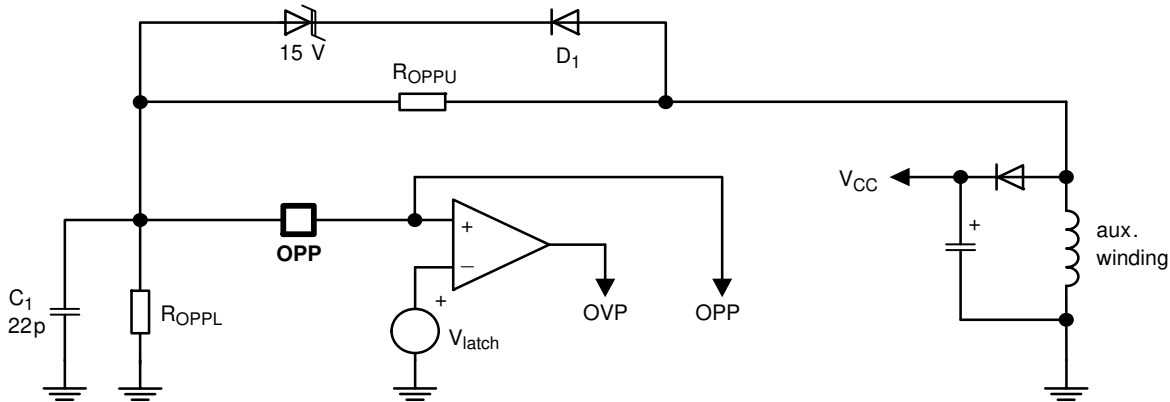 15 V
D1
ROPPU
VCC
+
aux.
winding
OPP
+
−
+
Vlatch
OVP
OPP
C1
22p
ROPPL